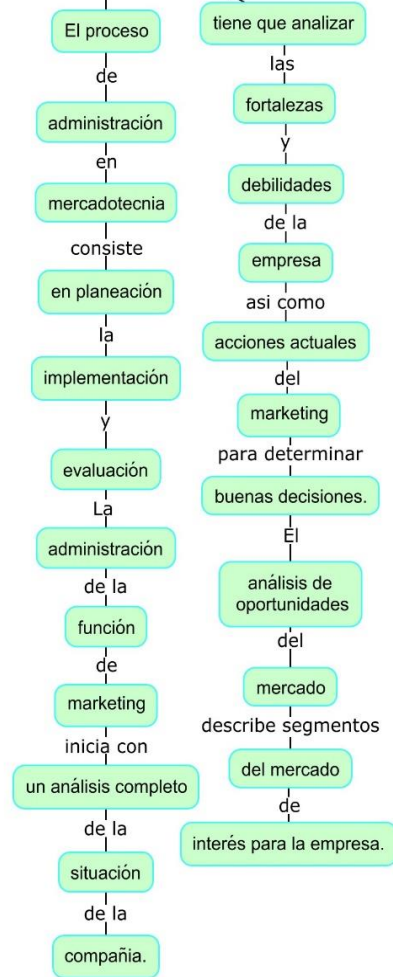 El proceso
de
administración
en
mercadotecnia
consiste
en planeación
la
implementación
y
evaluación
La
administración
de la
función
de
marketing
inicia con
un análisis completo
de la
situación
de la
compañia.
tiene que analizar
las
fortalezas
y
debilidades
de la
empresa
asi como
acciones actuales
del
marketing
para determinar
buenas decisiones.
El
análisis de
oportunidades
del
mercado
describe segmentos
del mercado
de
interés para la empresa.